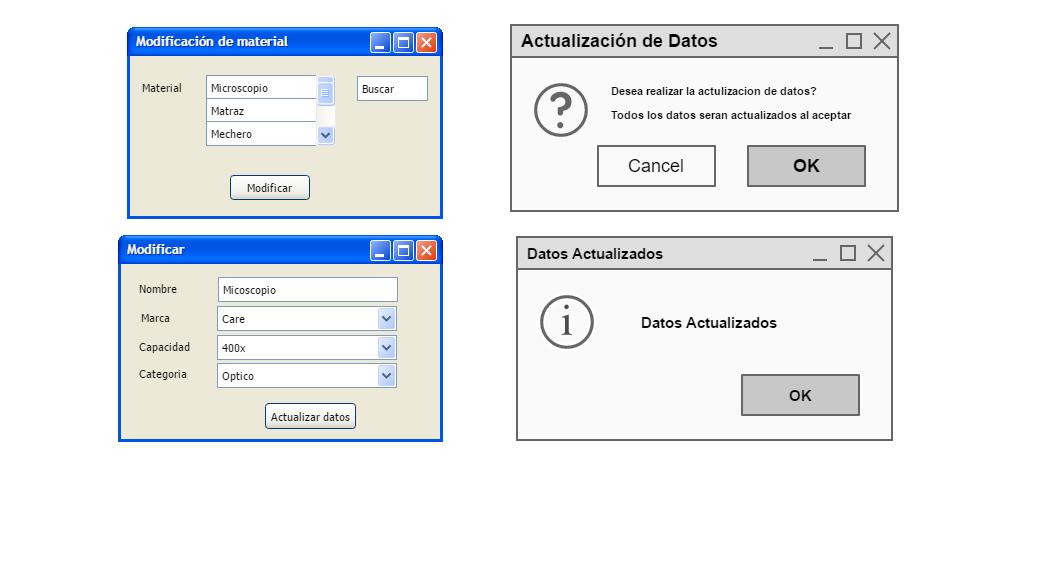 Modificación de material
Material
Microscopio
Buscar
Matraz
Mechero
Modificar
Actualización de Datos
Desea realizar la actulizacion de datos?
Todos los datos seran actualizados al aceptar
Cancel
OK
Modificar
Nombre
Micoscopio
Marca
Care
Capacidad
400x
Categoria
Optico
Actualizar datos
Datos Actualizados
Datos Actualizados
OK